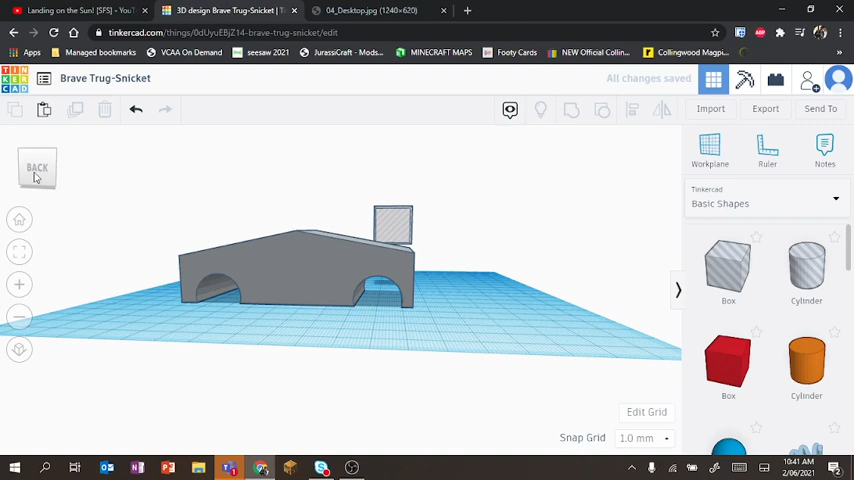 Landing on the Sun! [SFS] - YouT
3D design Brave Trug-Snicket | T
04_Desktop.jpg (1240×620)
tinkercad.com/things/0dUyuEBjZ14-brave-trug-snicket/edit
Apps
Managed bookmarks
VCAA On Demand
seesaw 2021
JurassiCraft - Mods...
MINECRAFT MAPS
Footy Cards
NEW Official Collin...
Collingwood Magpi...
TINKERCAD
Brave Trug-Snicket
All changes saved
Import
Export
Send To
Workplane
Ruler
Notes
Tinkercad
Basic Shapes
BACK
Box
Cylinder
Box
Cylinder
Edit Grid
Snap Grid
1.0 mm
10:41 AM
2/06/2021
2